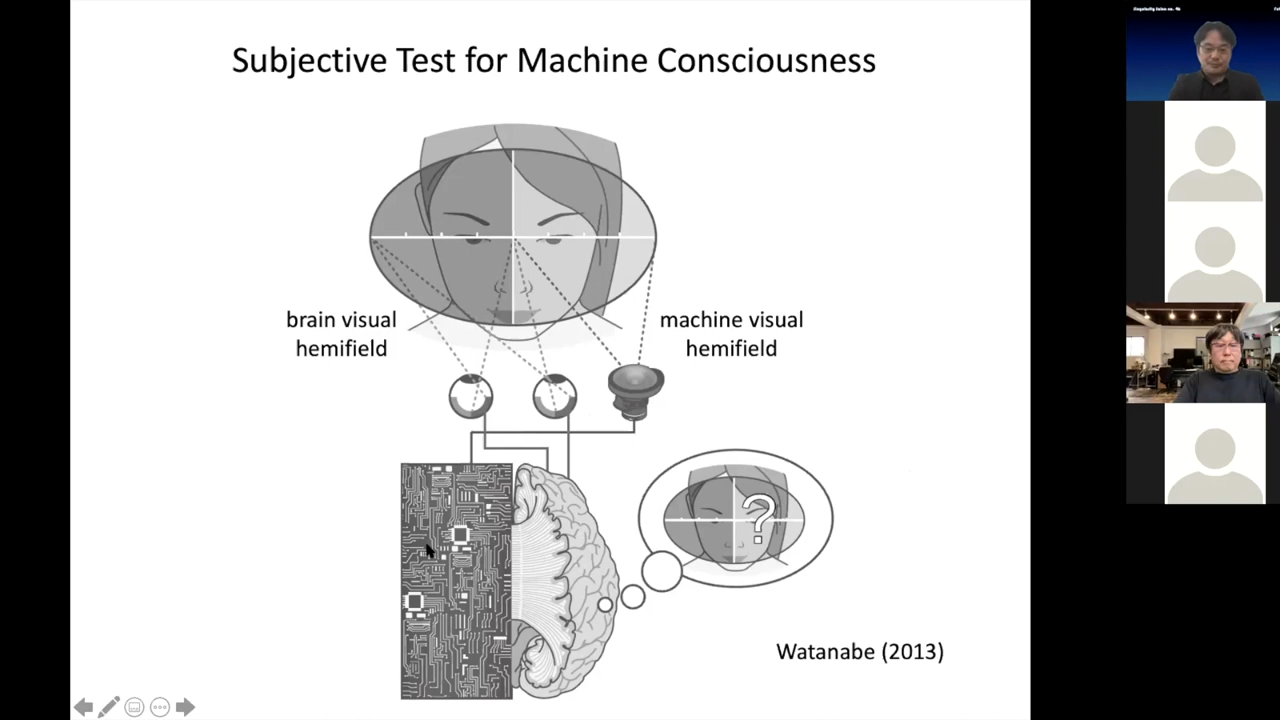 Subjective Test for Machine Consciousness
brain visual
hemifield
machine visual
hemifield
?
Watanabe (2013)